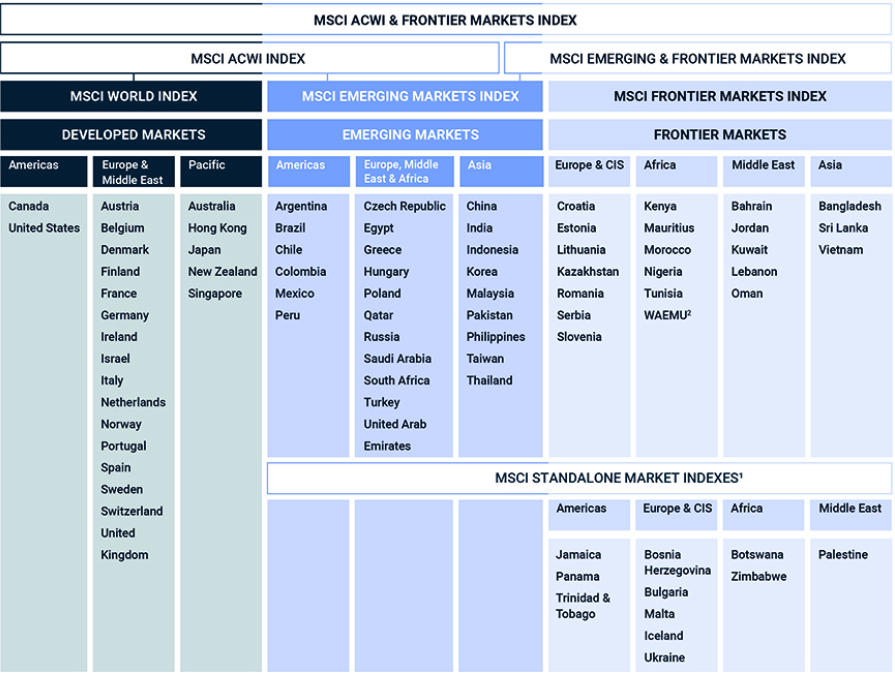 MSCI ACWI & FRONTIER MARKETS INDEX
MSCI ACWI INDEX
MSCI EMERGING & FRONTIER MARKETS INDEX
MSCI WORLD INDEX
MSCI EMERGING MARKETS INDEX
MSCI FRONTIER MARKETS INDEX
DEVELOPED MARKETS
EMERGING MARKETS
FRONTIER MARKETS
Americas
Canada
United States
Europe &
Middle East
Austria
Belgium
Denmark
Finland
France
Germany
Ireland
Israel
Italy
Netherlands
Norway
Portugal
Spain
Sweden
Switzerland
United
Kingdom
Pacific
Australia
Hong Kong
Japan
New Zealand
Singapore
Americas
Argentina
Brazil
Chile
Colombia
Mexico
Peru
Europe, Middle
East & Africa
Czech Republic
Egypt
Greece
Hungary
Poland
Qatar
Russia
Saudi Arabia
South Africa
Turkey
United Arab
Emirates
Asia
China
India
Indonesia
Korea
Malaysia
Pakistan
Philippines
Taiwan
Thailand
Europe & CIS
Croatia
Estonia
Lithuania
Kazakhstan
Romania
Serbia
Slovenia
Africa
Kenya
Mauritius
Morocco
Nigeria
Tunisia
WAEMU²
Middle East
Bahrain
Jordan
Kuwait
Lebanon
Oman
Asia
Bangladesh
Sri Lanka
Vietnam
MSCI STANDALONE MARKET INDEXES¹
Americas
Jamaica
Panama
Trinidad &
Tobago
Europe & CIS
Bosnia
Herzegovina
Bulgaria
Malta
Iceland
Ukraine
Africa
Botswana
Zimbabwe
Middle East
Palestine